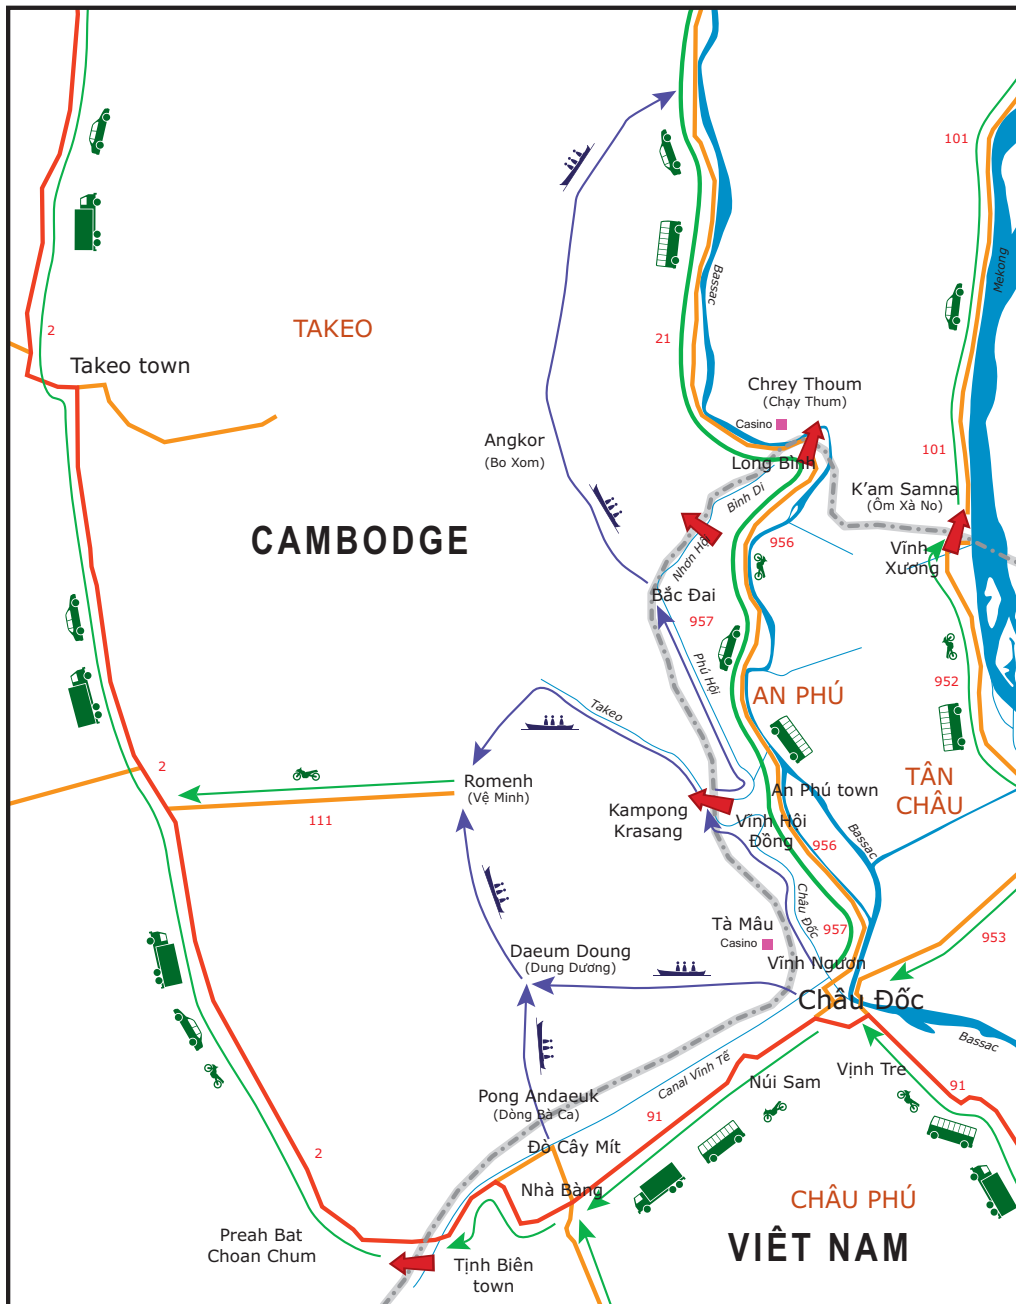 101
Mekong
Bassac
2
TAKEO
21
Takeo town
Chrey Thoum
(Chạy Thum)
Casino
Angkor
(Bo Xom)
Long Bình
101
K'am Samna
(Ôm Xà No)
Bình Di
CAMBODGE
956
Nhon Hội
Vĩnh
Xương
Bắc Đai
957
Phú Hội
952
AN PHÚ
Takeo
2
Romenh
(Vệ Minh)
TÂN
CHÂU
An Phú town
Kampong
Krasang
111
Vĩnh Hội
Đồng
956
Bassac
Châu Đốc
Tà Mâu
Casino
957
953
Daeum Doung
(Dung Dương)
Vĩnh Ngươn
Châu Đốc
Bassac
Canal Vĩnh Tế
Vịnh Tre
Núi Sam
91
Pong Andaeuk
(Dòng Bà Ca)
91
Đò Cây Mít
2
Nhà Bàng
CHÂU PHÚ
Preah Bat
Choan Chum
VIÊT NAM
Tịnh Biên
town